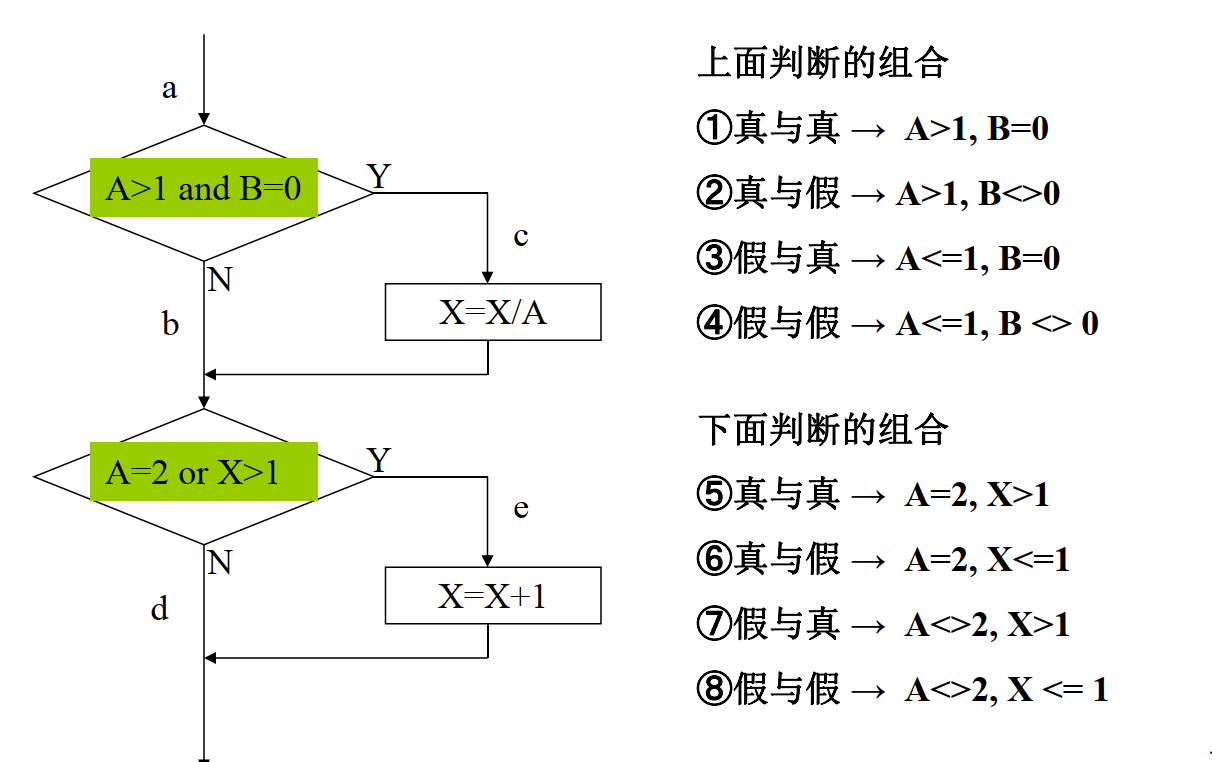 a
A>1 and B=0
Y
c
N
X=X/A
b
A=2 or X>1
Y
e
N
X=X+1
d
上面判断的组合
①真与真 → A>1, B=0
②真与假 → A>1, B<>0
③假与真 → A<=1, B=0
④假与假 → A<=1, B <> 0
下面判断的组合
⑤真与真 → A=2, X>1
⑥真与假 → A=2, X<=1
⑦假与真 → A<>2, X>1
⑧假与假 → A<>2, X <= 1